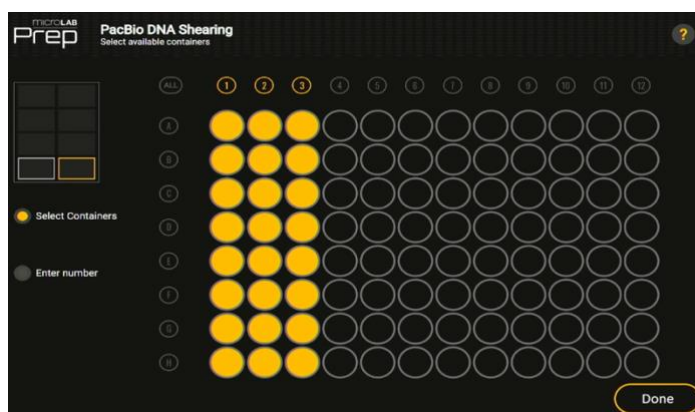 microLAB
Prep
PacBio DNA Shearing
Select available containers
?
ALL 1 2 3 4 5 6 7 8 9 10 11 12
A
B
C
D
E
F
G
H
Select Containers
Enter number
Done